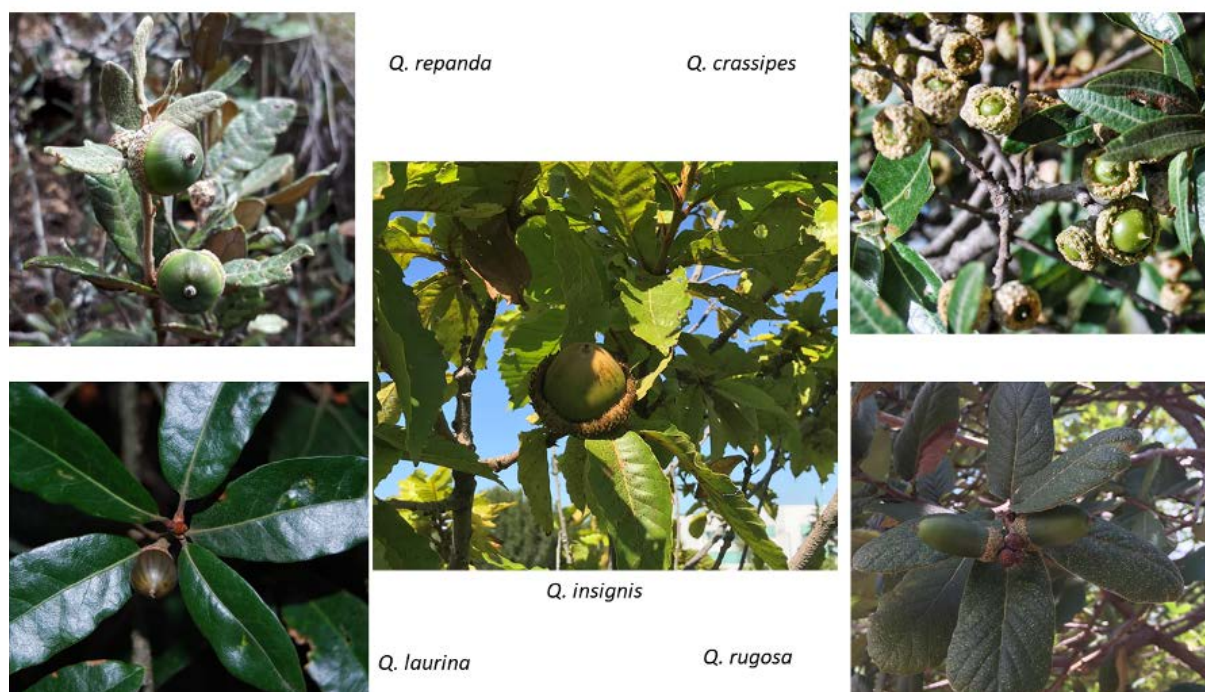 Q. repanda
Q. crassipes
Q. insignis
Q. laurina
Q. rugosa